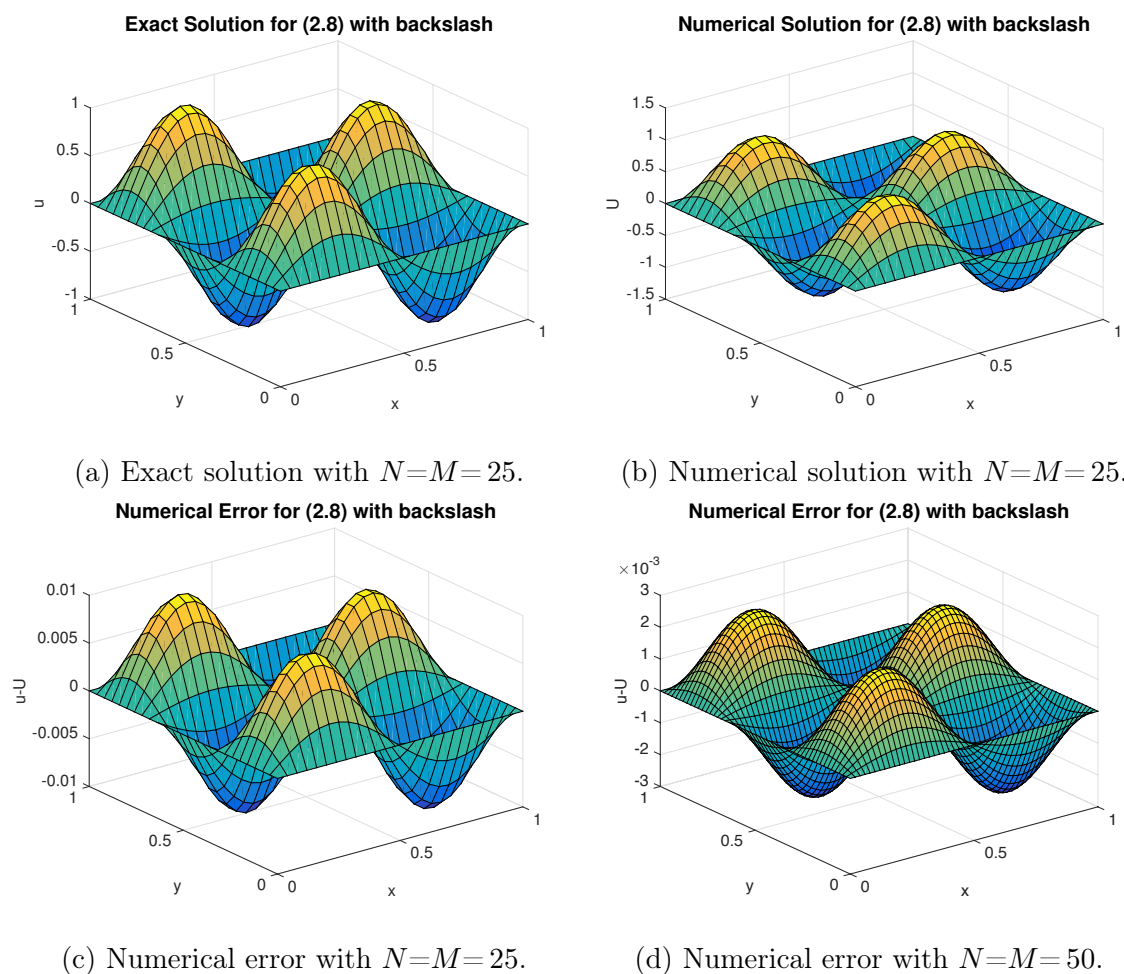 Exact Solution for (2.8) with backslash
1
0.5
0
-0.5
-1
u
1
0.5
0
y
0
0.5
1
x
(a) Exact solution with N=M=25.
Numerical Solution for (2.8) with backslash
1.5
1
0.5
0
-0.5
-1
-1.5
U
1
0.5
0
y
0
0.5
1
x
(b) Numerical solution with N=M=25.
Numerical Error for (2.8) with backslash
0.01
0.005
0
-0.005
-0.01
u-U
1
0.5
0
y
0
0.5
1
x
(c) Numerical error with N=M=25.
Numerical Error for (2.8) with backslash
×10⁻³
3
2
1
0
-1
-2
-3
u-U
1
0.5
0
y
0
0.5
1
x
(d) Numerical error with N=M=50.